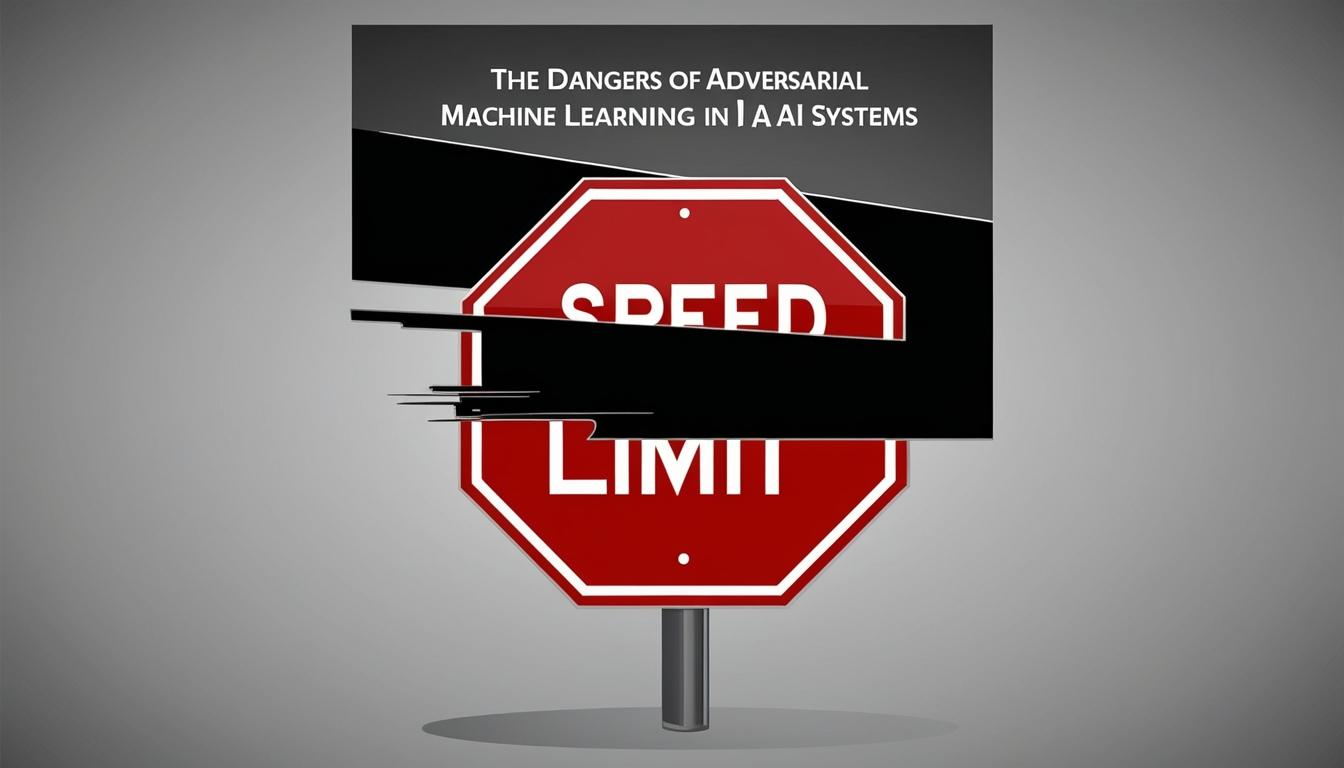 The Dangers of Adversarial
Machine Learning in I A AI Systems
SPEED
LIMIT